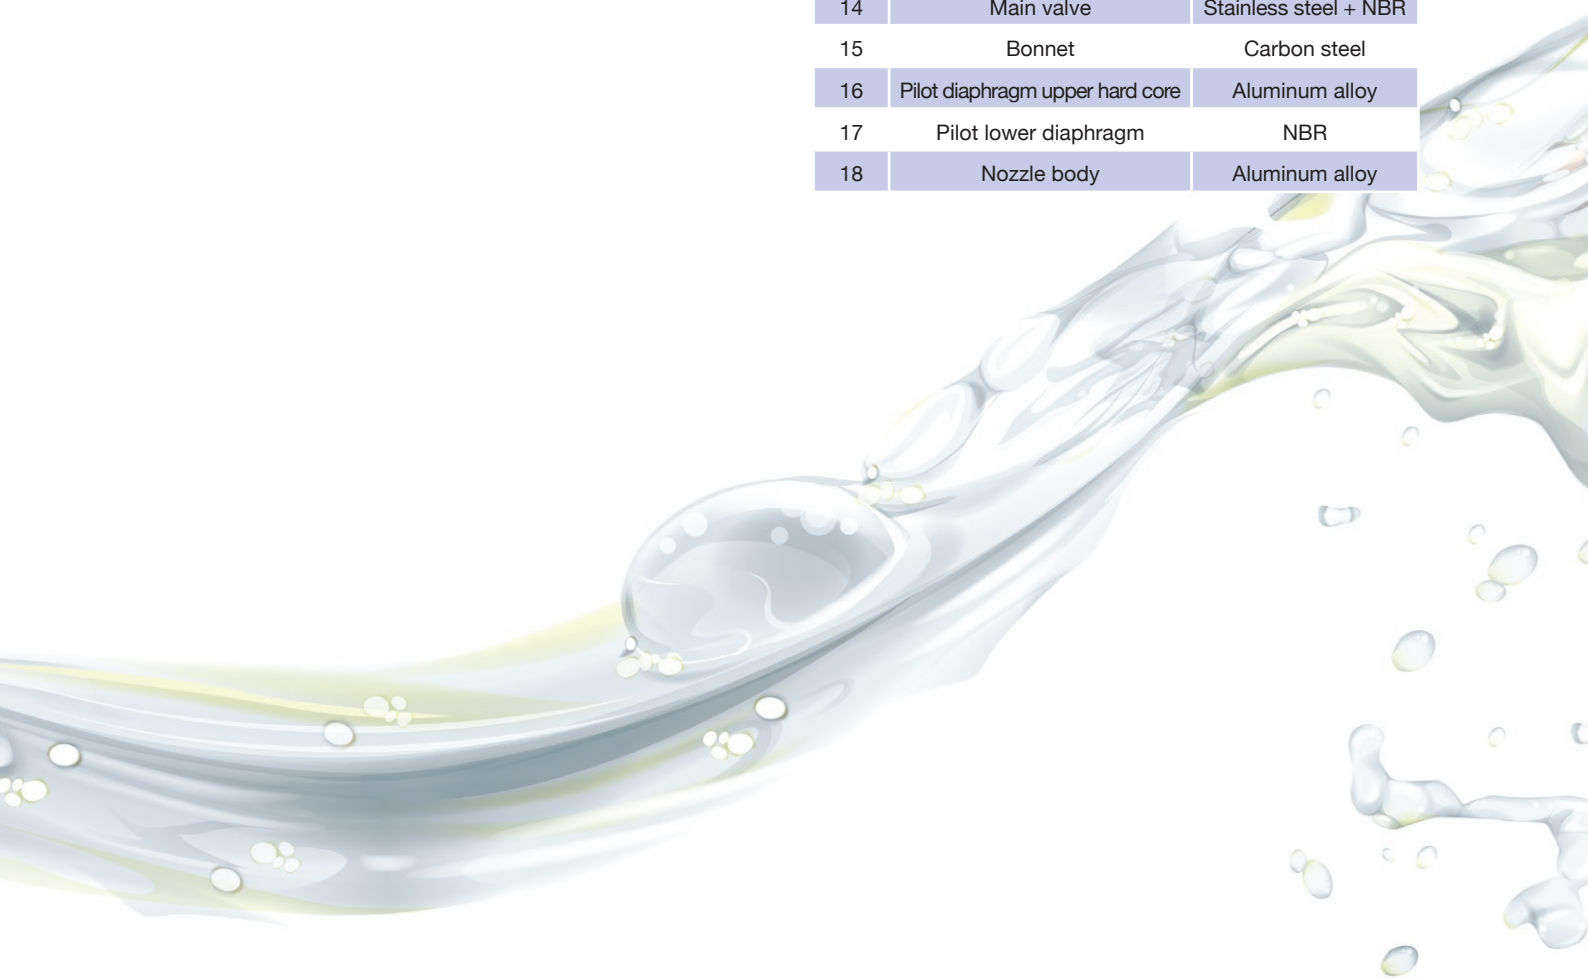 14 Main valve Stainless steel + NBR
15 Bonnet Carbon steel
16 Pilot diaphragm upper hard core Aluminum alloy
17 Pilot lower diaphragm NBR
18 Nozzle body Aluminum alloy